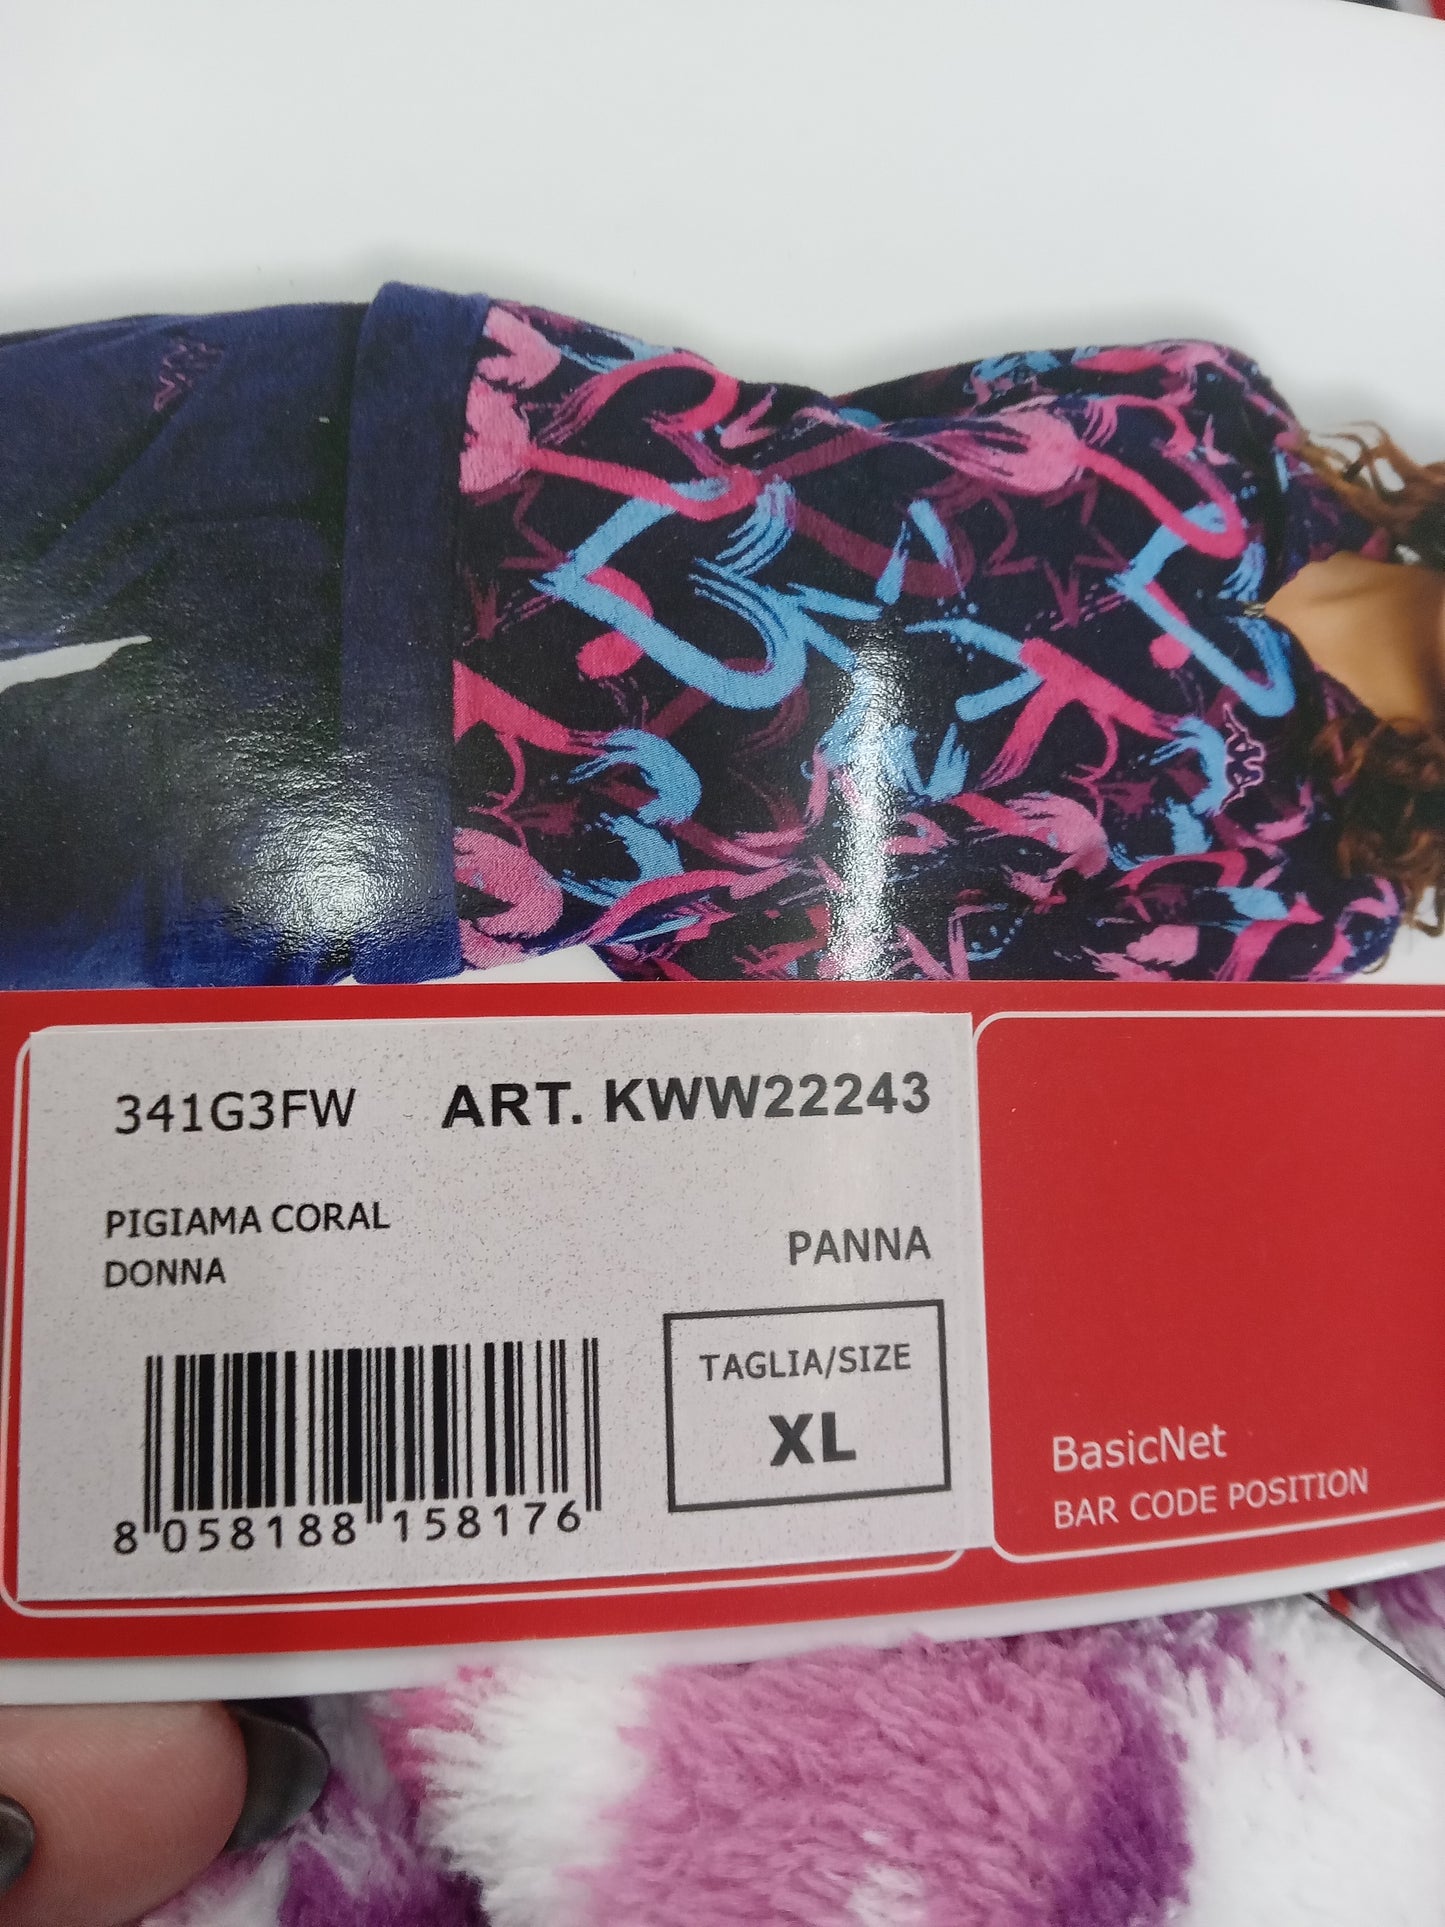 341G3FW ART. KWW22243
PIGIAMA CORAL
DONNA
PANNA
TAGLIA/SIZE
XL
8 058188 158176
BasicNet
BAR CODE POSITION